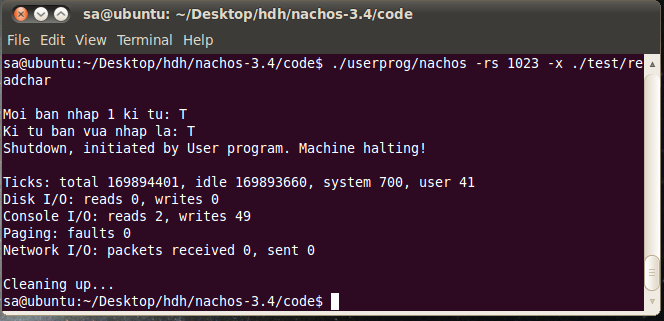 sa@ubuntu: ~/Desktop/hdh/nachos-3.4/code
File Edit View Terminal Help
sa@ubuntu:~/Desktop/hdh/nachos-3.4/code$ ./userprog/nachos -rs 1023 -x ./test/re
adchar
Moi ban nhap 1 ki tu: T
Ki tu ban vua nhap la: T
Shutdown, initiated by User program. Machine halting!
Ticks: total 169894401, idle 169893660, system 700, user 41
Disk I/O: reads 0, writes 0
Console I/O: reads 2, writes 49
Paging: faults 0
Network I/O: packets received 0, sent 0
Cleaning up...
sa@ubuntu:~/Desktop/hdh/nachos-3.4/code$